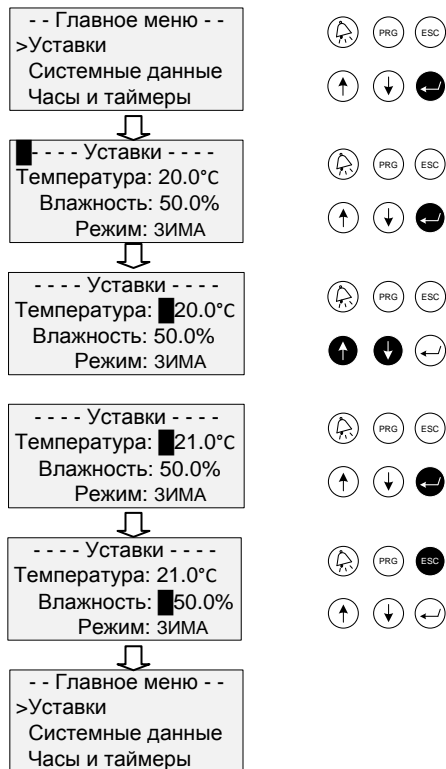 - - Главное меню - -
>Уставки
Системные данные
Часы и таймеры
PRG ESC
- - - - Уставки - - - -
Температура: 20.0°C
Влажность: 50.0%
Режим: ЗИМА
PRG ESC
- - - - Уставки - - - -
Температура: 20.0°C
Влажность: 50.0%
Режим: ЗИМА
PRG ESC
- - - - Уставки - - - -
Температура: 21.0°C
Влажность: 50.0%
Режим: ЗИМА
PRG ESC
- - - - Уставки - - - -
Температура: 21.0°C
Влажность: 50.0%
Режим: ЗИМА
PRG ESC
- - Главное меню - -
>Уставки
Системные данные
Часы и таймеры